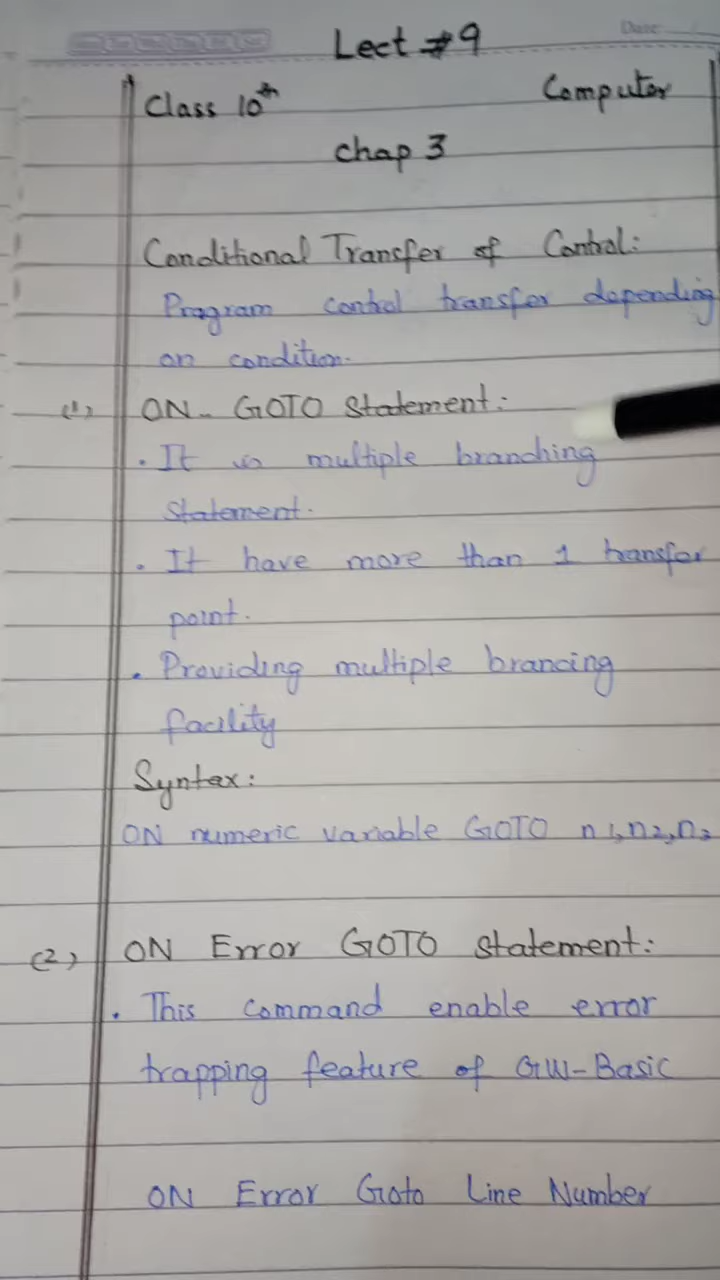 Date
Lect #9
Class 10th Computer
Chap 3
Conditional Transfer of Control:
Program control transfer depending
on condition.
(1) ON - GOTO Statement:
. It is multiple branching
Statement.
. It have more than 1 transfer
point.
. Providing multiple brancing
facility
Syntax:
ON numeric variable GOTO n1,n2,n3
(2) ON Error GOTO Statement:
. This command enable error
trapping feature of GW-Basic
ON Error Goto Line Number